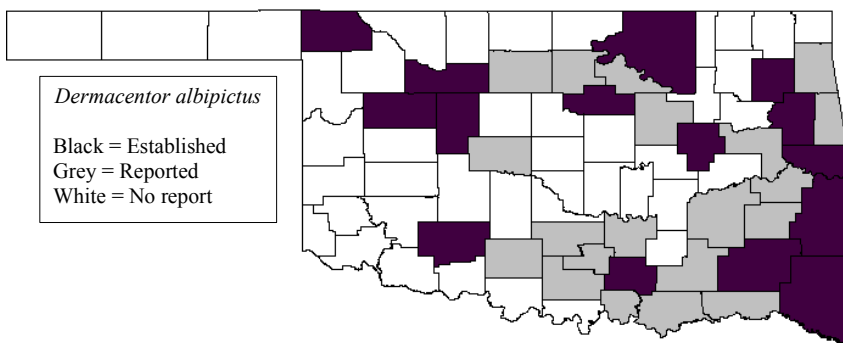 Dermacentor albipictus
Black = Established
Grey = Reported
White = No report